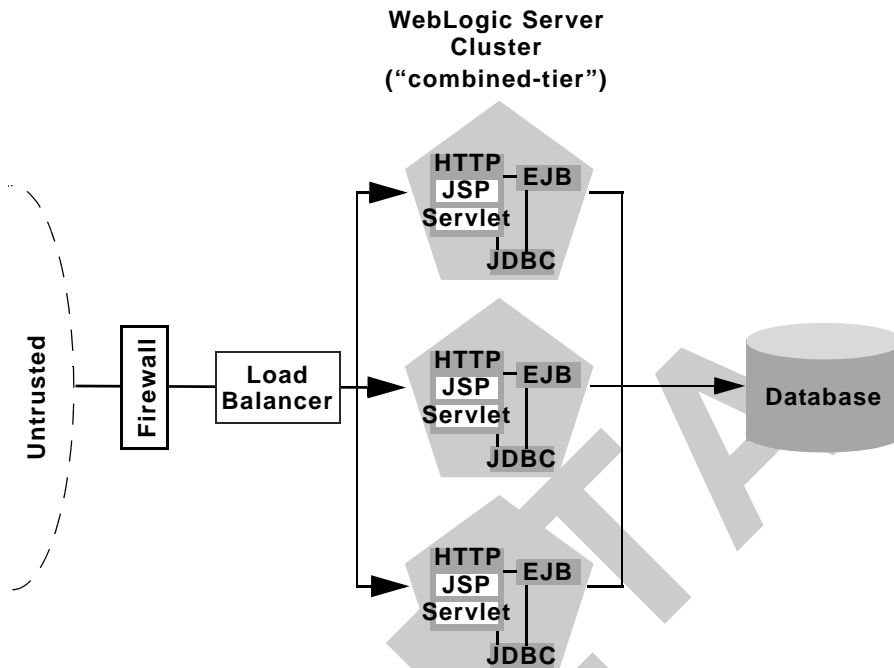 WebLogic Server
Cluster
(“combined-tier”)
HTTP
JSP
Servlet
EJB
JDBC
Untrusted
Firewall
Load
Balancer
HTTP
JSP
Servlet
EJB
JDBC
Database
HTTP
JSP
Servlet
EJB
JDBC